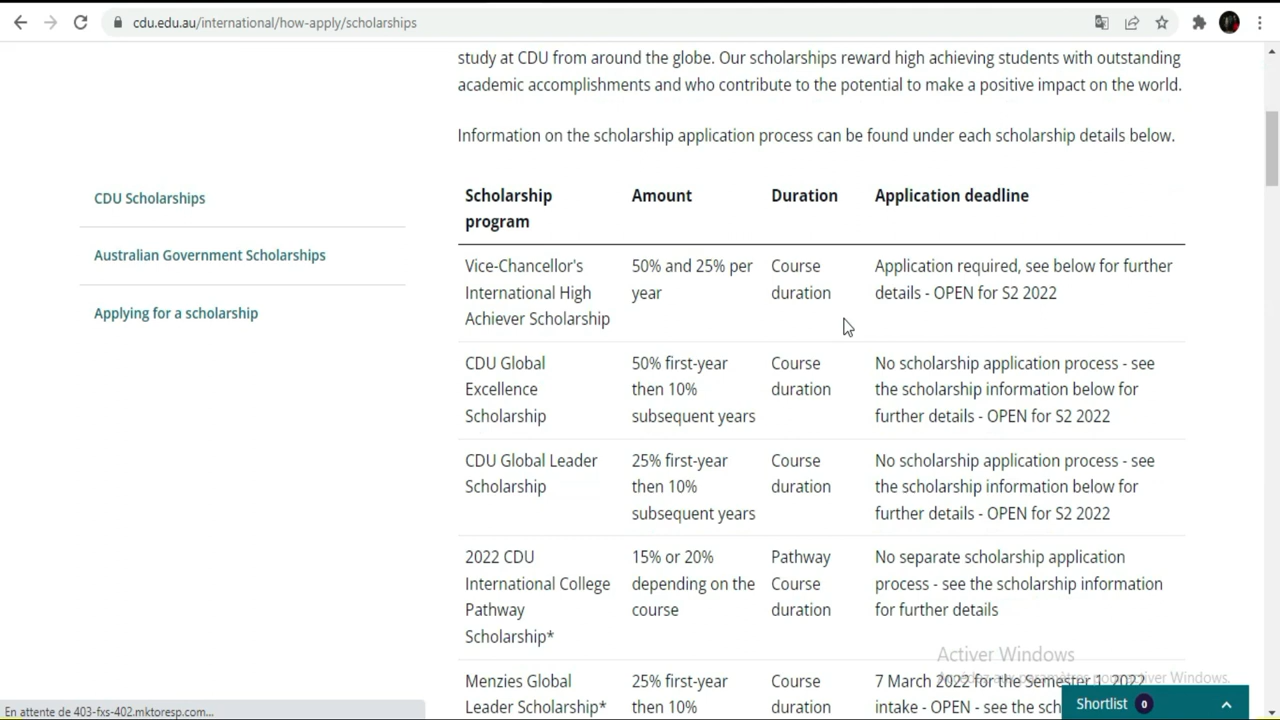 cdu.edu.au/international/how-apply/scholarships
study at CDU from around the globe. Our scholarships reward high achieving students with outstanding
academic accomplishments and who contribute to the potential to make a positive impact on the world.
Information on the scholarship application process can be found under each scholarship details below.
CDU Scholarships
Australian Government Scholarships
Applying for a scholarship
Scholarship
program
Amount
Duration
Application deadline
Vice-Chancellor's
International High
Achiever Scholarship
50% and 25% per
year
Course
duration
Application required, see below for further
details - OPEN for S2 2022
CDU Global
Excellence
Scholarship
50% first-year
then 10%
subsequent years
Course
duration
No scholarship application process - see
the scholarship information below for
further details - OPEN for S2 2022
CDU Global Leader
Scholarship
25% first-year
then 10%
subsequent years
Course
duration
No scholarship application process - see
the scholarship information below for
further details - OPEN for S2 2022
2022 CDU
International College
Pathway
Scholarship*
15% or 20%
depending on the
course
Pathway
Course
duration
No separate scholarship application
process - see the scholarship information
for further details
Menzies Global
Leader Scholarship*
25% first-year
then 10%
Course
duration
7 March 2022 for the Semester 1, 2022
intake - OPEN - see the sch
Activer Windows
activer Windows.
Shortlist 0
En attente de 403-fxs-402.mktoresp.com...